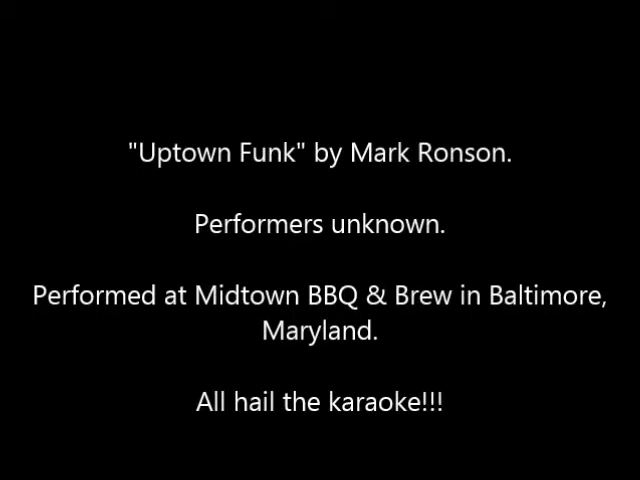 "Uptown Funk" by Mark Ronson.
Performers unknown.
Performed at Midtown BBQ & Brew in Baltimore,
Maryland.
All hail the karaoke!!!